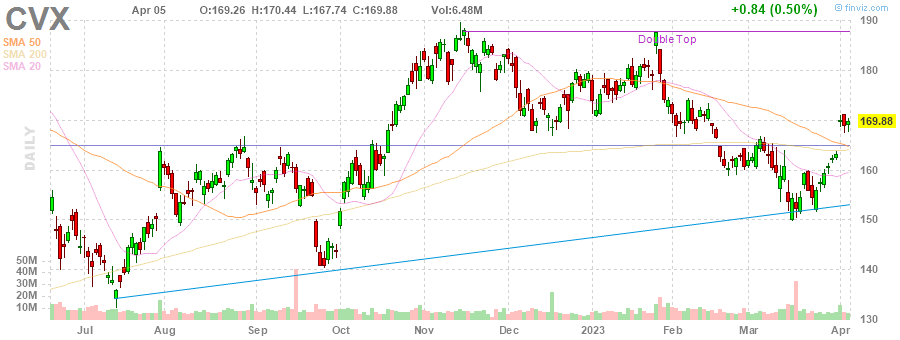 CVX
Apr 05 O:169.26 H:170.44 L:167.74 C:169.88 Vol:6.48M +0.84 (0.50%)
© finviz.com
SMA 50
SMA 200
SMA 20
Double Top
DAILY
190
180
169.88
160
150
140
130
50M
40M
30M
20M
10M
Jul Aug Sep Oct Nov Dec 2023 Feb Mar Apr